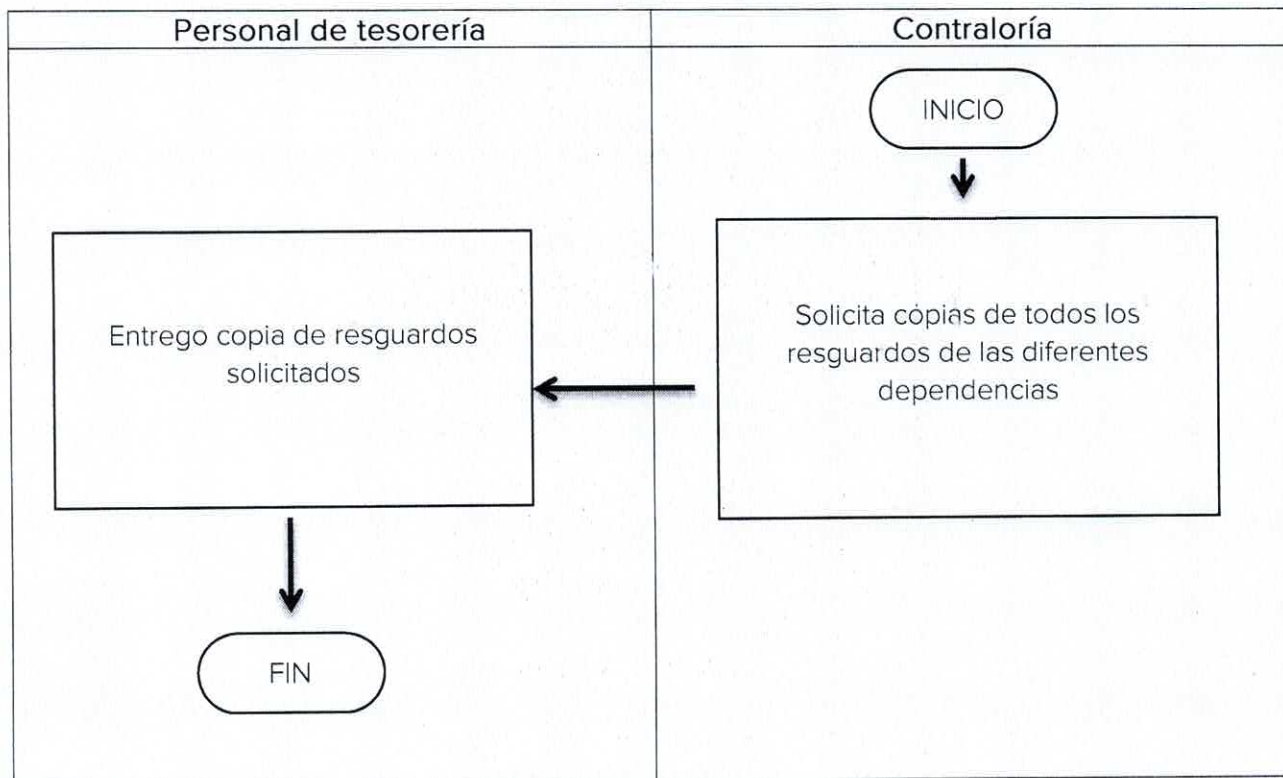 Personal de tesorería
Contraloría
INICIO
Solicita copias de todos los
resguardos de las diferentes
dependencias
Entrego copia de resguardos
solicitados
FIN